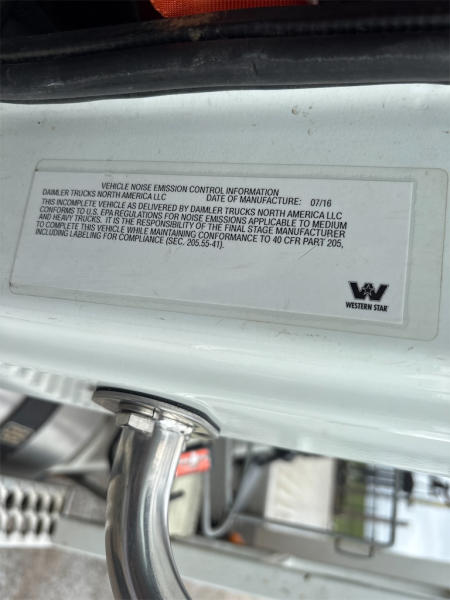 VEHICLE NOISE EMISSION CONTROL INFORMATION
DAIMLER TRUCKS NORTH AMERICA LLC DATE OF MANUFACTURE: 07/16
THIS INCOMPLETE VEHICLE AS DELIVERED BY DAIMLER TRUCKS NORTH AMERICA LLC
CONFORMS TO U.S. EPA REGULATIONS FOR NOISE EMISSIONS APPLICABLE TO MEDIUM
AND HEAVY TRUCKS. IT IS THE RESPONSIBILITY OF THE FINAL STAGE MANUFACTURER
TO COMPLETE THIS VEHICLE WHILE MAINTAINING CONFORMANCE TO 40 CFR PART 205,
INCLUDING LABELING FOR COMPLIANCE (SEC. 205.55-41).
WESTERN STAR